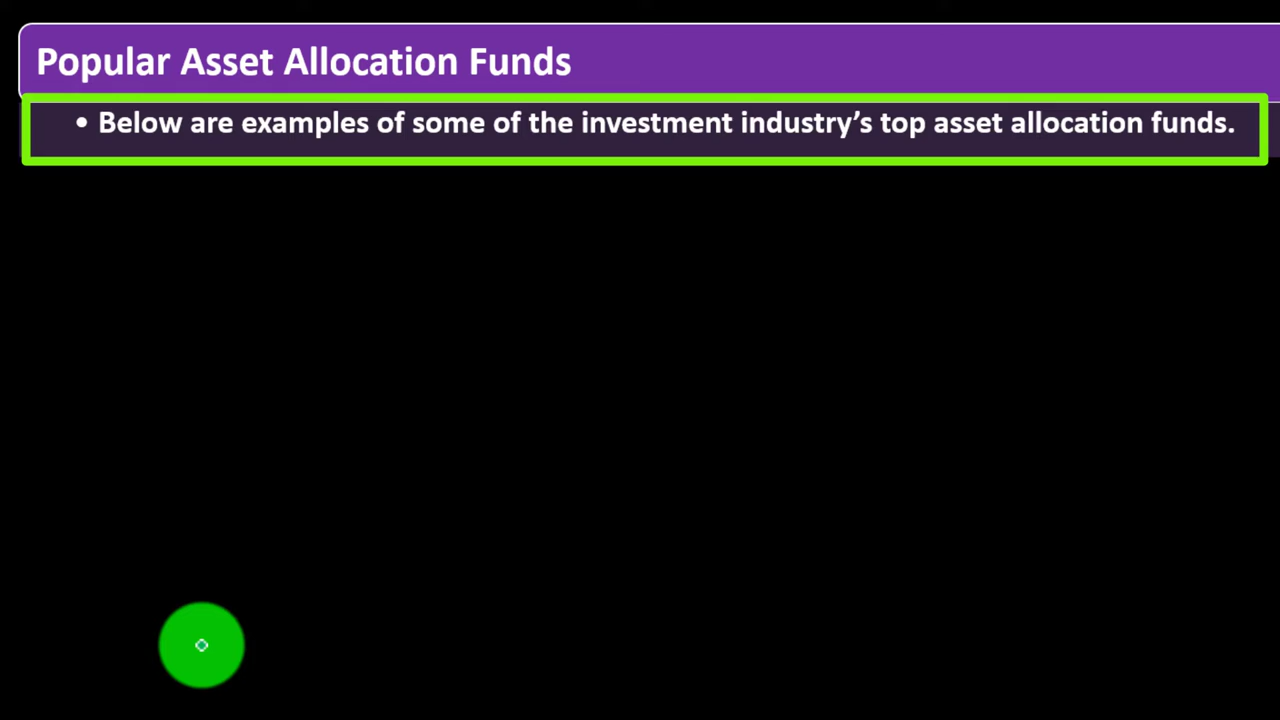 Popular Asset Allocation Funds
• Below are examples of some of the investment industry’s top asset allocation funds.